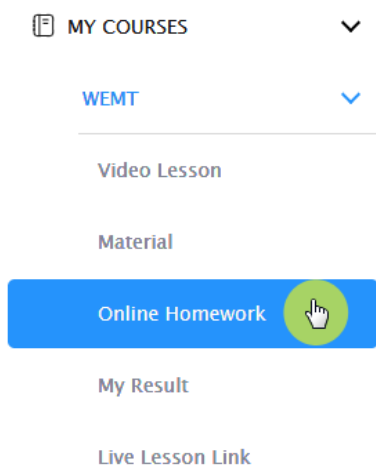 MY COURSES
WEMT
Video Lesson
Material
Online Homework
My Result
Live Lesson Link